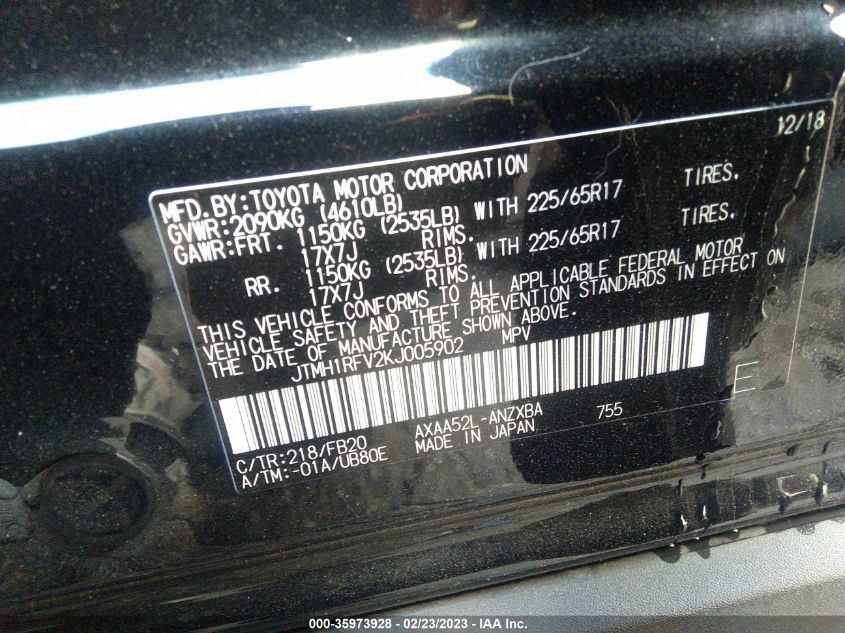 12/18
MFD.BY:TOYOTA MOTOR CORPORATION
GVWR:2090KG (4610LB)
GAWR:FRT. 1150KG (2535LB) WITH 225/65R17 TIRES.
17X7J RIMS.
RR. 1150KG (2535LB) WITH 225/65R17 TIRES.
17X7J RIMS.
THIS VEHICLE CONFORMS TO ALL APPLICABLE FEDERAL MOTOR
VEHICLE SAFETY AND THEFT PREVENTION STANDARDS IN EFFECT ON
THE DATE OF MANUFACTURE SHOWN ABOVE.
JTMH1RFV2KJ005902 MPV
E
C/TR:218/FB20 AXAA52L-ANZXBA 755
A/TM:-01A/UB80E MADE IN JAPAN
000-35973928 - 02/23/2023 - IAA Inc.